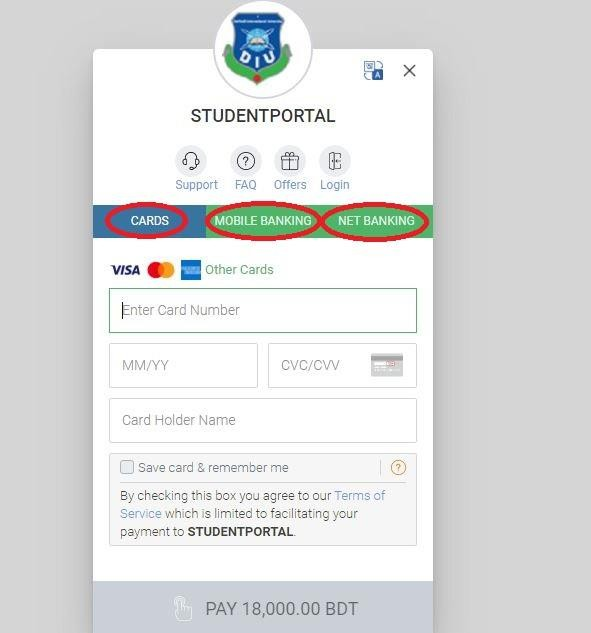 DIU
STUDENTPORTAL
Support FAQ Offers Login
CARDS MOBILE BANKING NET BANKING
VISA Other Cards
Enter Card Number
MM/YY CVC/CVV
Card Holder Name
Save card & remember me ?
By checking this box you agree to our Terms of
Service which is limited to facilitating your
payment to STUDENTPORTAL.
PAY 18,000.00 BDT